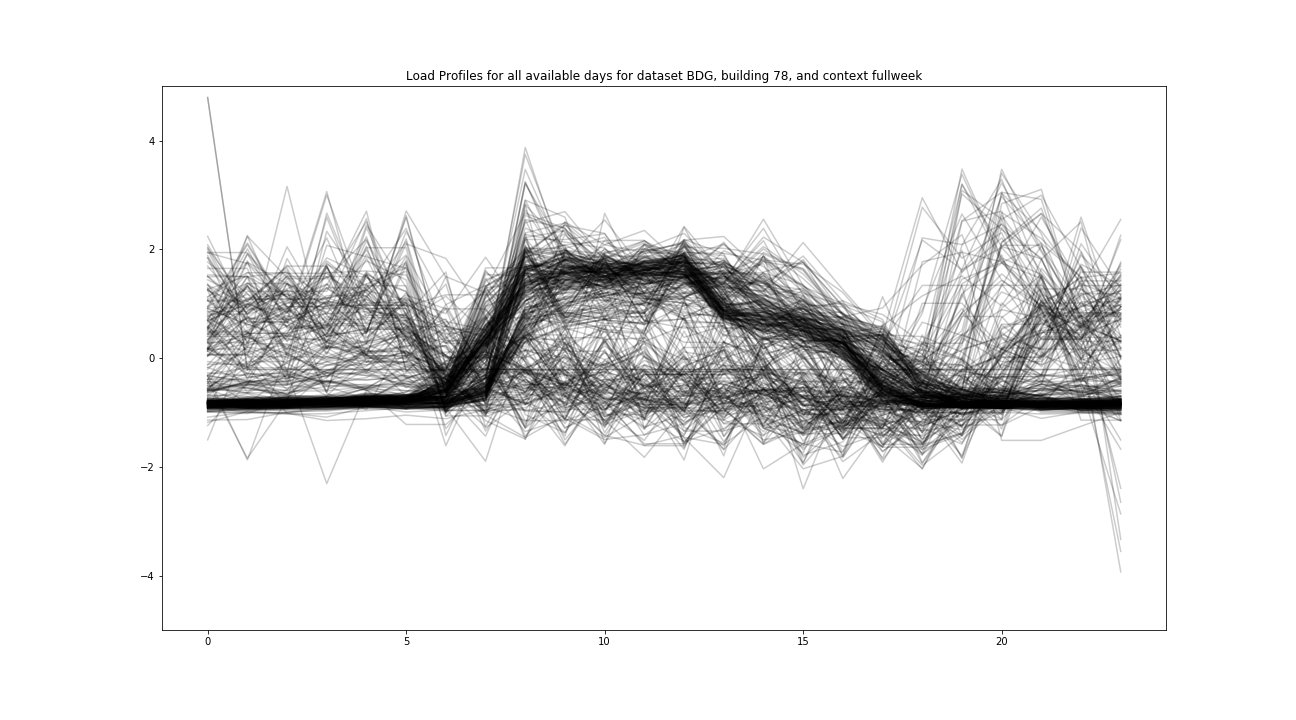 Load Profiles for all available days for dataset BDG, building 78, and context fullweek
4
2
0
−2
−4
0 5 10 15 20